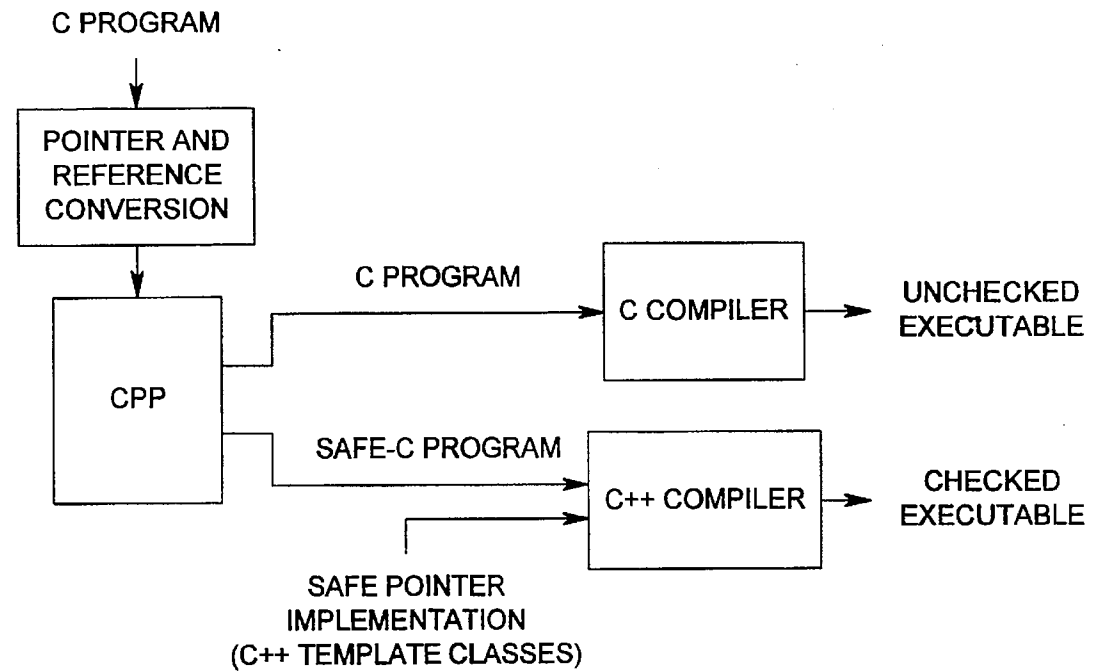 C PROGRAM
POINTER AND
REFERENCE
CONVERSION
C PROGRAM
C COMPILER
UNCHECKED
EXECUTABLE
CPP
SAFE-C PROGRAM
C++ COMPILER
CHECKED
EXECUTABLE
SAFE POINTER
IMPLEMENTATION
(C++ TEMPLATE CLASSES)